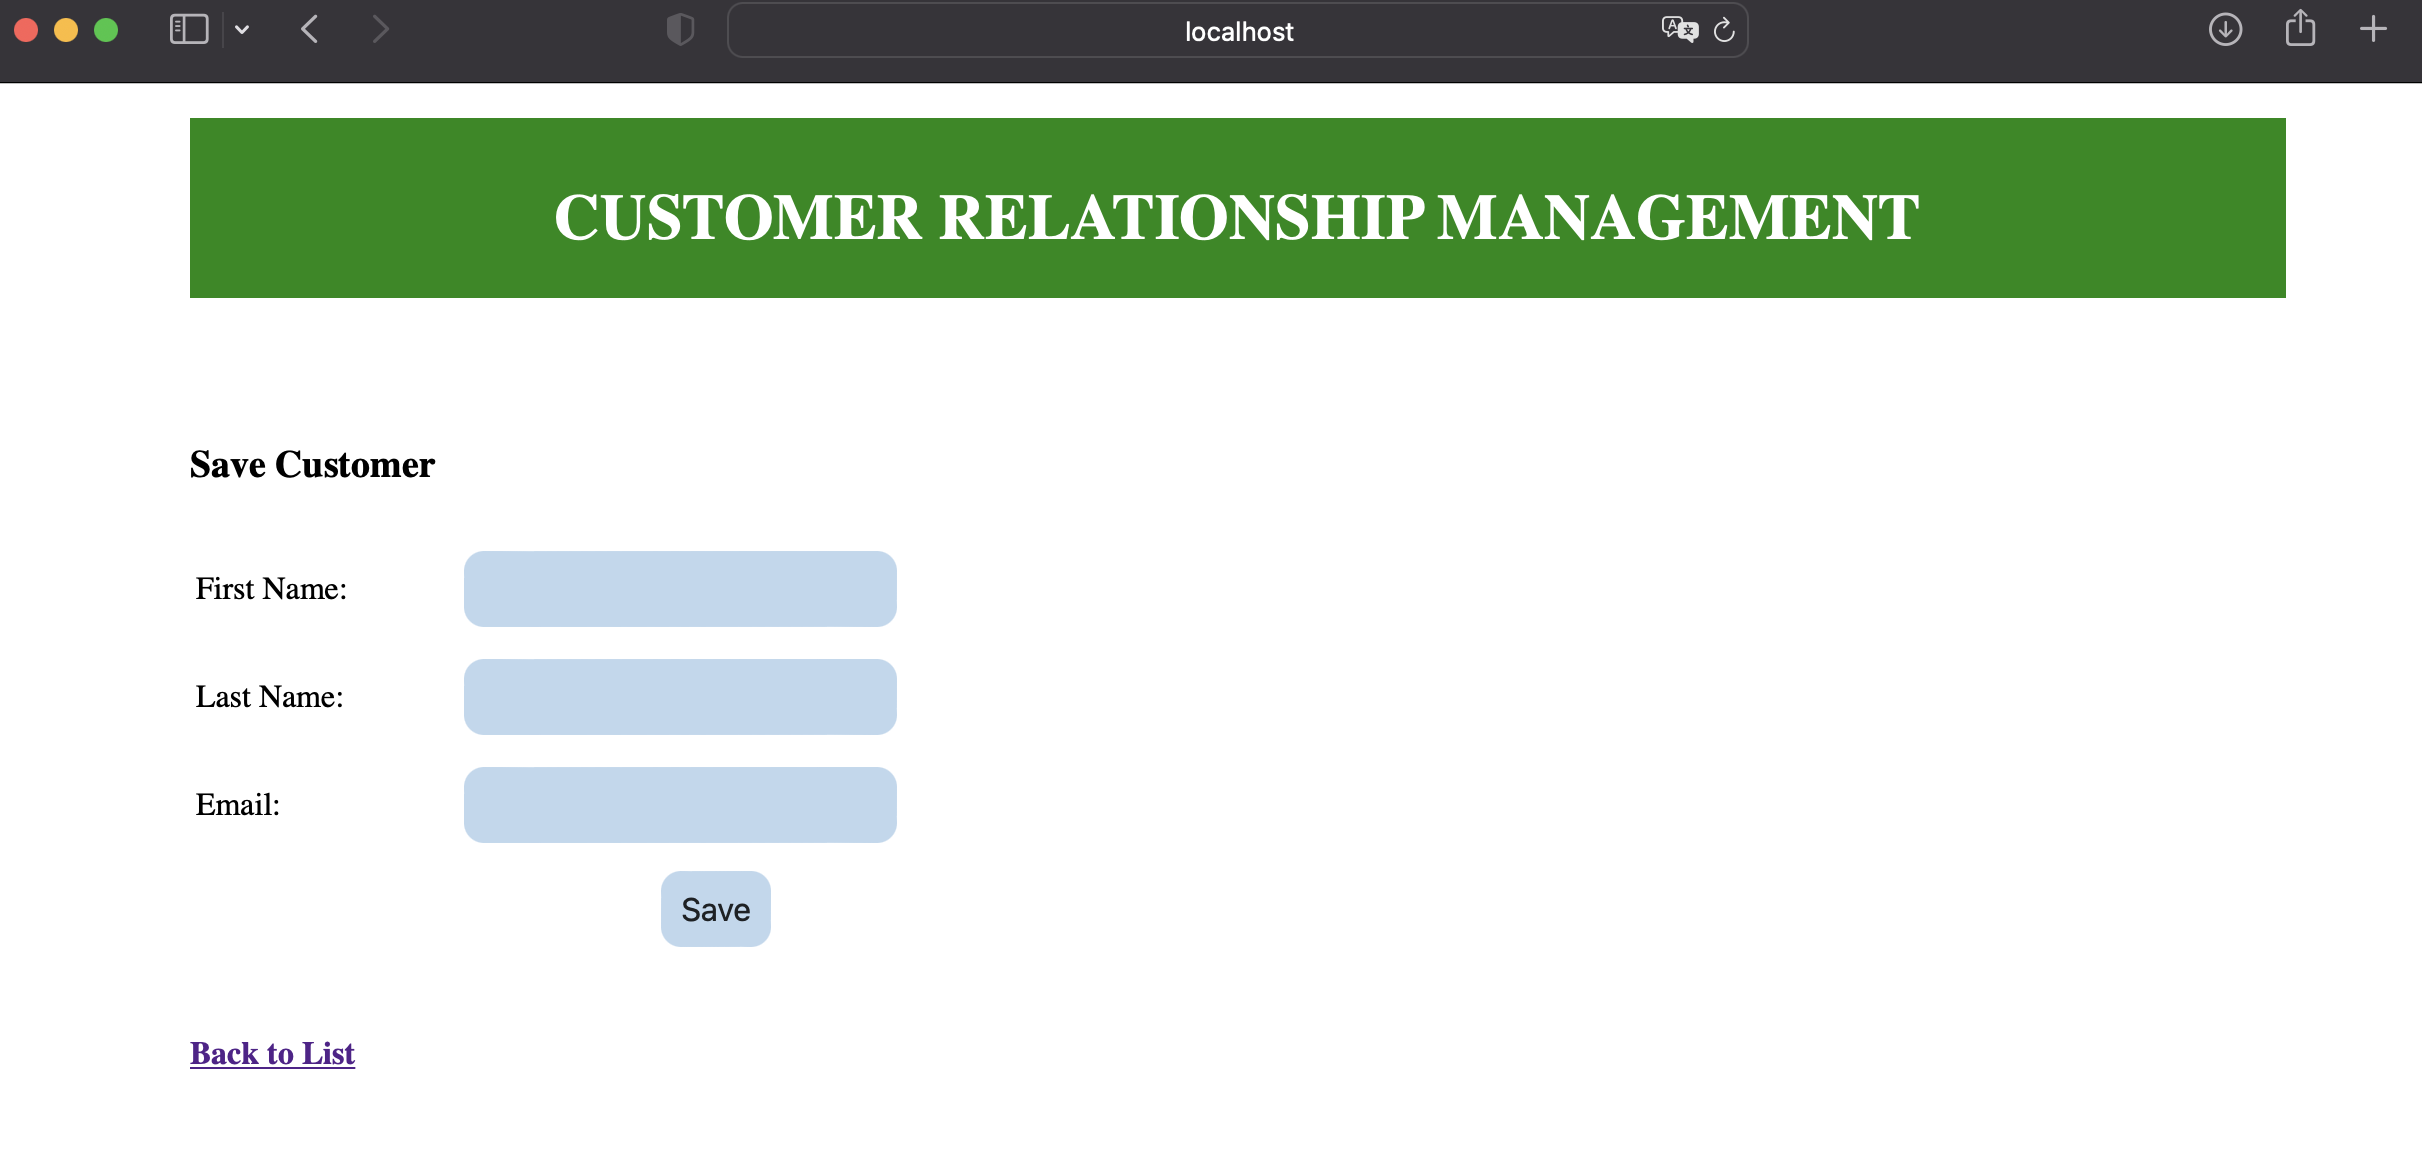 localhost
CUSTOMER RELATIONSHIP MANAGEMENT
Save Customer
First Name:
Last Name:
Email:
Save
Back to List